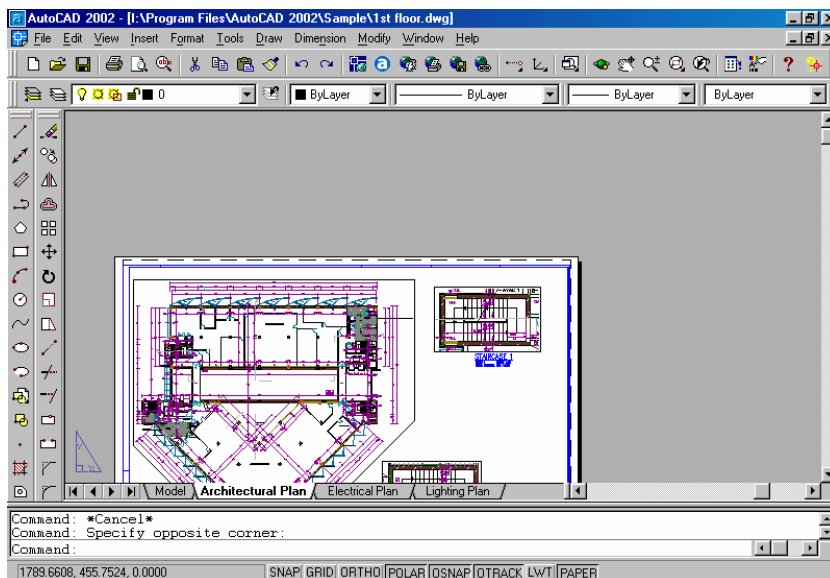 AutoCAD 2002 - [I:\Program Files\AutoCAD 2002\Sample\1st floor.dwg]
File Edit View Insert Format Tools Draw Dimension Modify Window Help
0 ByLayer ByLayer ByLayer ByLayer
STAIRCASE 1
Model Architectural Plan Electrical Plan Lighting Plan
Command: *Cancel*
Command: Specify opposite corner:
Command:
1789.6608, 455.7524, 0.0000 SNAP GRID ORTHO POLAR OSNAP OTRACK LWT PAPER